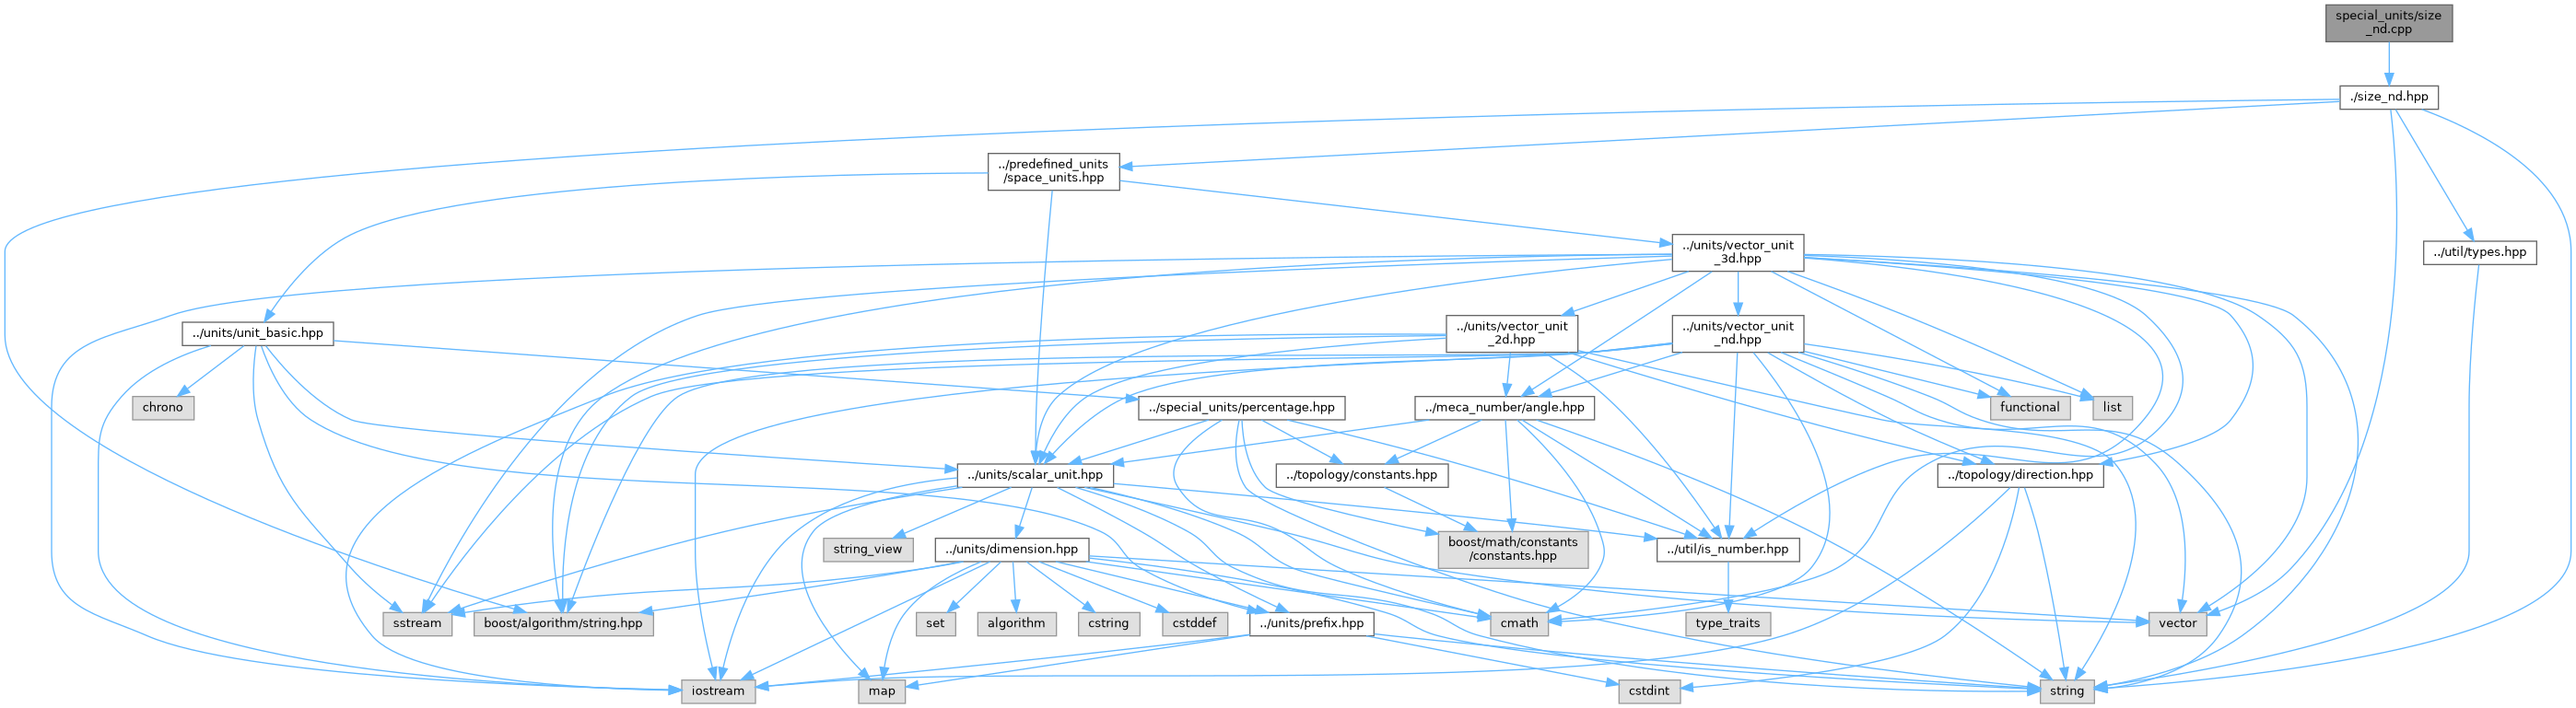 special_units/size
_nd.cpp
./size_nd.hpp
../predefined_units
/space_units.hpp
../units/vector_unit
_3d.hpp
../util/types.hpp
../units/unit_basic.hpp
../units/vector_unit
_2d.hpp
../units/vector_unit
_nd.hpp
chrono
../special_units/percentage.hpp
../meca_number/angle.hpp
functional
list
../units/scalar_unit.hpp
../topology/constants.hpp
../topology/direction.hpp
string_view
../units/dimension.hpp
boost/math/constants
/constants.hpp
../util/is_number.hpp
sstream
boost/algorithm/string.hpp
set
algorithm
cstring
cstddef
../units/prefix.hpp
cmath
type_traits
vector
iostream
map
cstdint
string